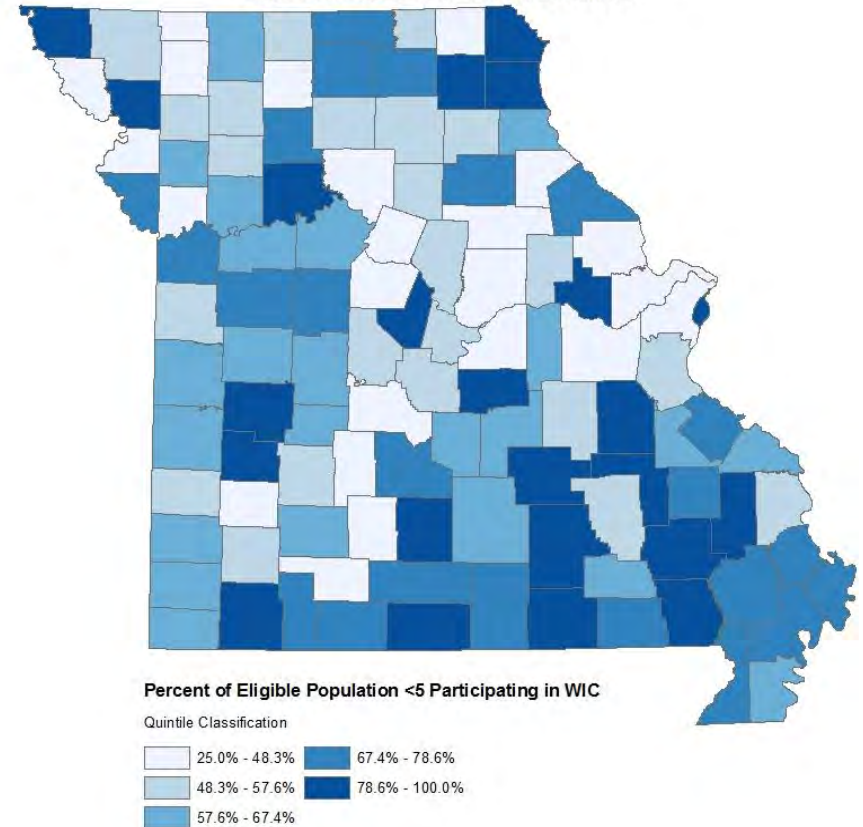 Percent of Eligible Population <5 Participating in WIC
Quintile Classification
25.0% - 48.3%
48.3% - 57.6%
57.6% - 67.4%
67.4% - 78.6%
78.6% - 100.0%